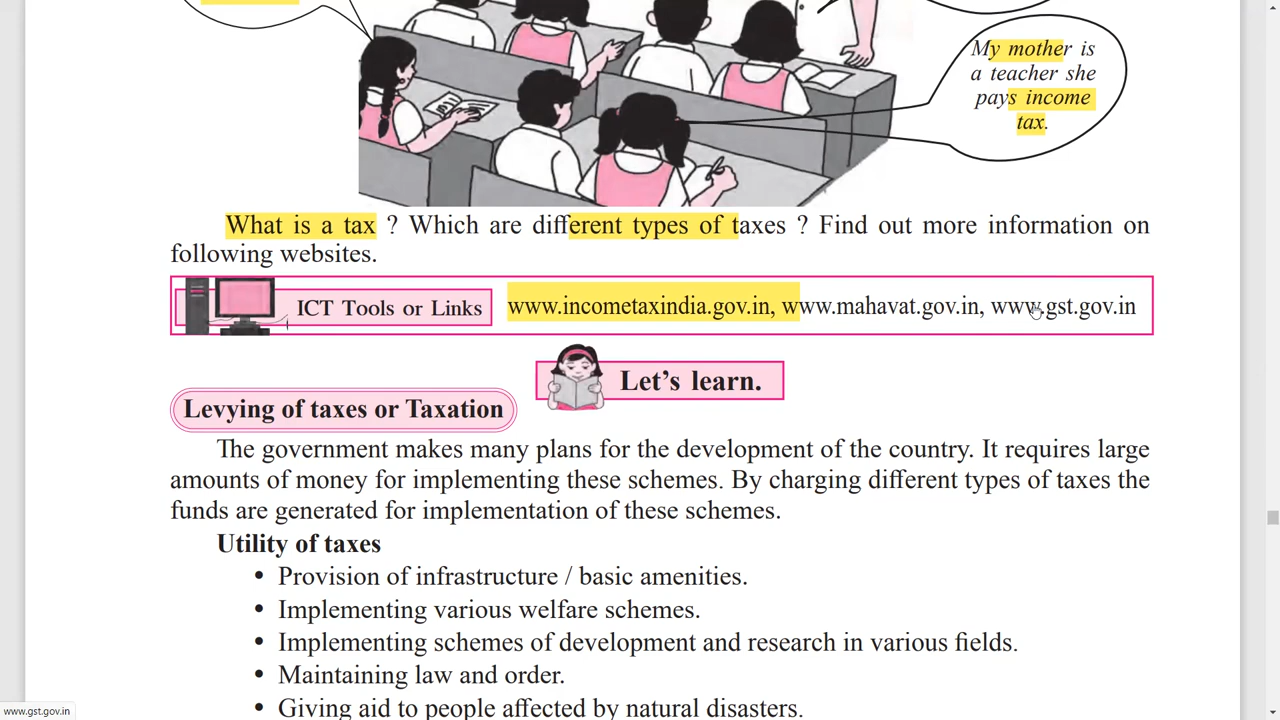 My mother is
a teacher she
pays income
tax.
What is a tax ? Which are different types of taxes ? Find out more information on
following websites.
ICT Tools or Links
www.incometaxindia.gov.in, www.mahavat.gov.in, www.gst.gov.in
Let's learn.
Levying of taxes or Taxation
The government makes many plans for the development of the country. It requires large
amounts of money for implementing these schemes. By charging different types of taxes the
funds are generated for implementation of these schemes.
Utility of taxes
• Provision of infrastructure / basic amenities.
• Implementing various welfare schemes.
• Implementing schemes of development and research in various fields.
• Maintaining law and order.
• Giving aid to people affected by natural disasters.
www.gst.gov.in